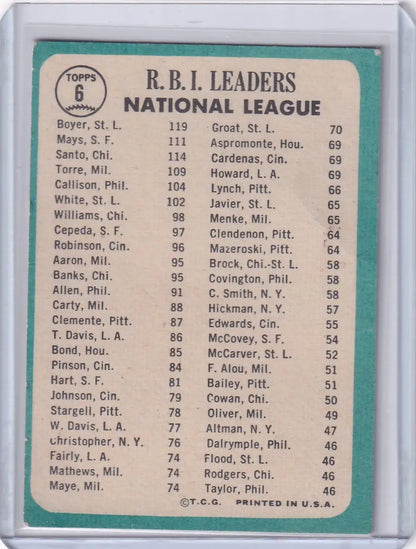 TOPPS
6
R.B.I. LEADERS
NATIONAL LEAGUE
Boyer, St. L. 119
Mays, S. F. 111
Santo, Chi. 114
Torre, Mil. 109
Callison, Phil. 104
White, St. L 102
Williams, Chi. 98
Cepeda, S. F. 97
Robinson, Cin. 96
Aaron, Mil. 95
Banks, Chi. 95
Allen, Phil. 91
Carty, Mil. 88
Clemente, Pitt. 87
T. Davis, L. A. 86
Bond, Hou. 85
Pinson, Cin. 84
Hart, S. F. 81
Johnson, Cin. 79
Stargell, Pitt. 78
W. Davis, L. A. 77
Christopher, N. Y. 76
Fairly, L. A. 74
Mathews, Mil. 74
Maye, Mil. 74
Groat, St. L. 70
Aspromonte, Hou. 69
Cardenas, Cin. 69
Howard, L. A. 69
Lynch, Pitt. 66
Javier, St. L. 65
Menke, Mil. 65
Clendenon, Pitt. 64
Mazeroski, Pitt. 64
Brock, Chi.-St. L. 58
Covington, Phil. 58
C. Smith, N. Y. 58
Hickman, N. Y. 57
Edwards, Cin. 55
McCovey, S. F. 54
McCarver, St. L. 52
F. Alou, Mil. 51
Bailey, Pitt. 51
Cowan, Chi. 50
Oliver, Mil. 49
Altman, N. Y. 47
Dalrymple, Phil. 46
Flood, St. L. 46
Rodgers, Chi. 46
Taylor, Phil. 46
©T.C.G. PRINTED IN U.S.A.